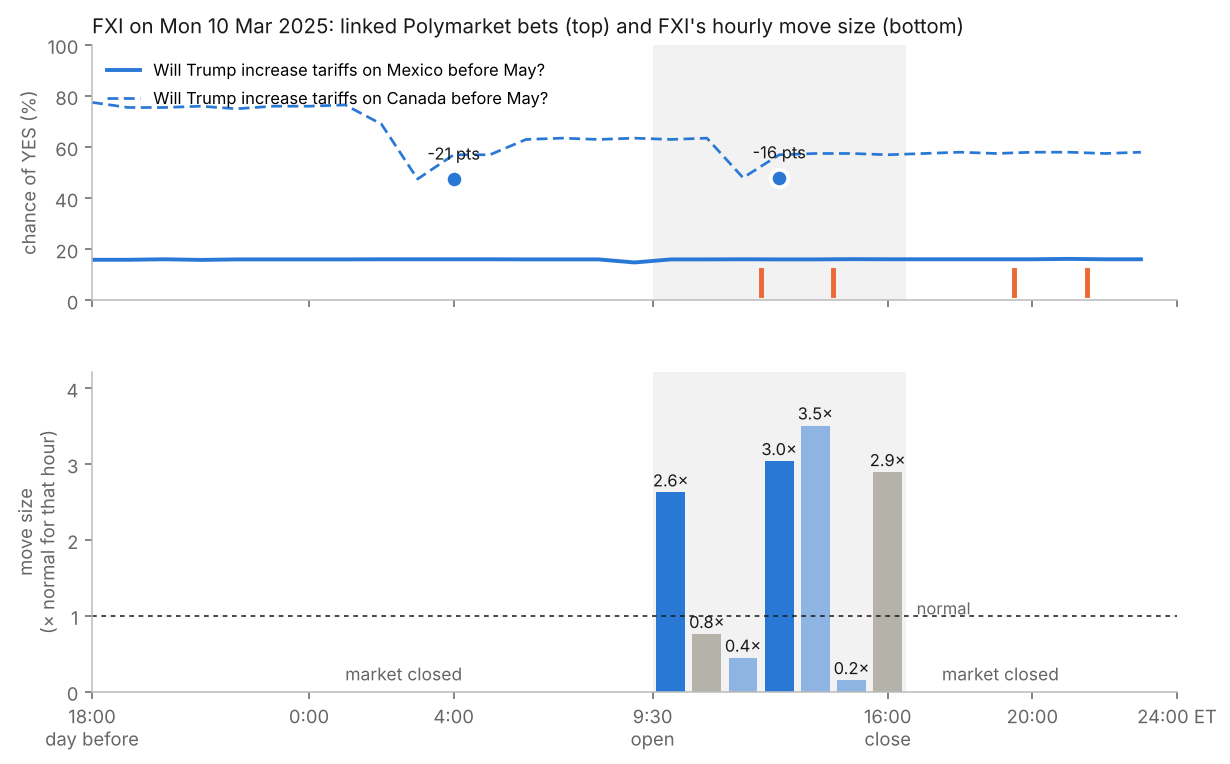 FXI on Mon 10 Mar 2025: linked Polymarket bets (top) and FXI's hourly move size (bottom)
chance of YES (%)
100
80
60
40
20
0
Will Trump increase tariffs on Mexico before May?
Will Trump increase tariffs on Canada before May?
-21 pts
-16 pts
move size
(× normal for that hour)
4
3
2
1
0
2.6×
0.8×
0.4×
3.0×
3.5×
0.2×
2.9×
normal
market closed
market closed
18:00
day before
0:00
4:00
9:30
open
16:00
close
20:00
24:00 ET